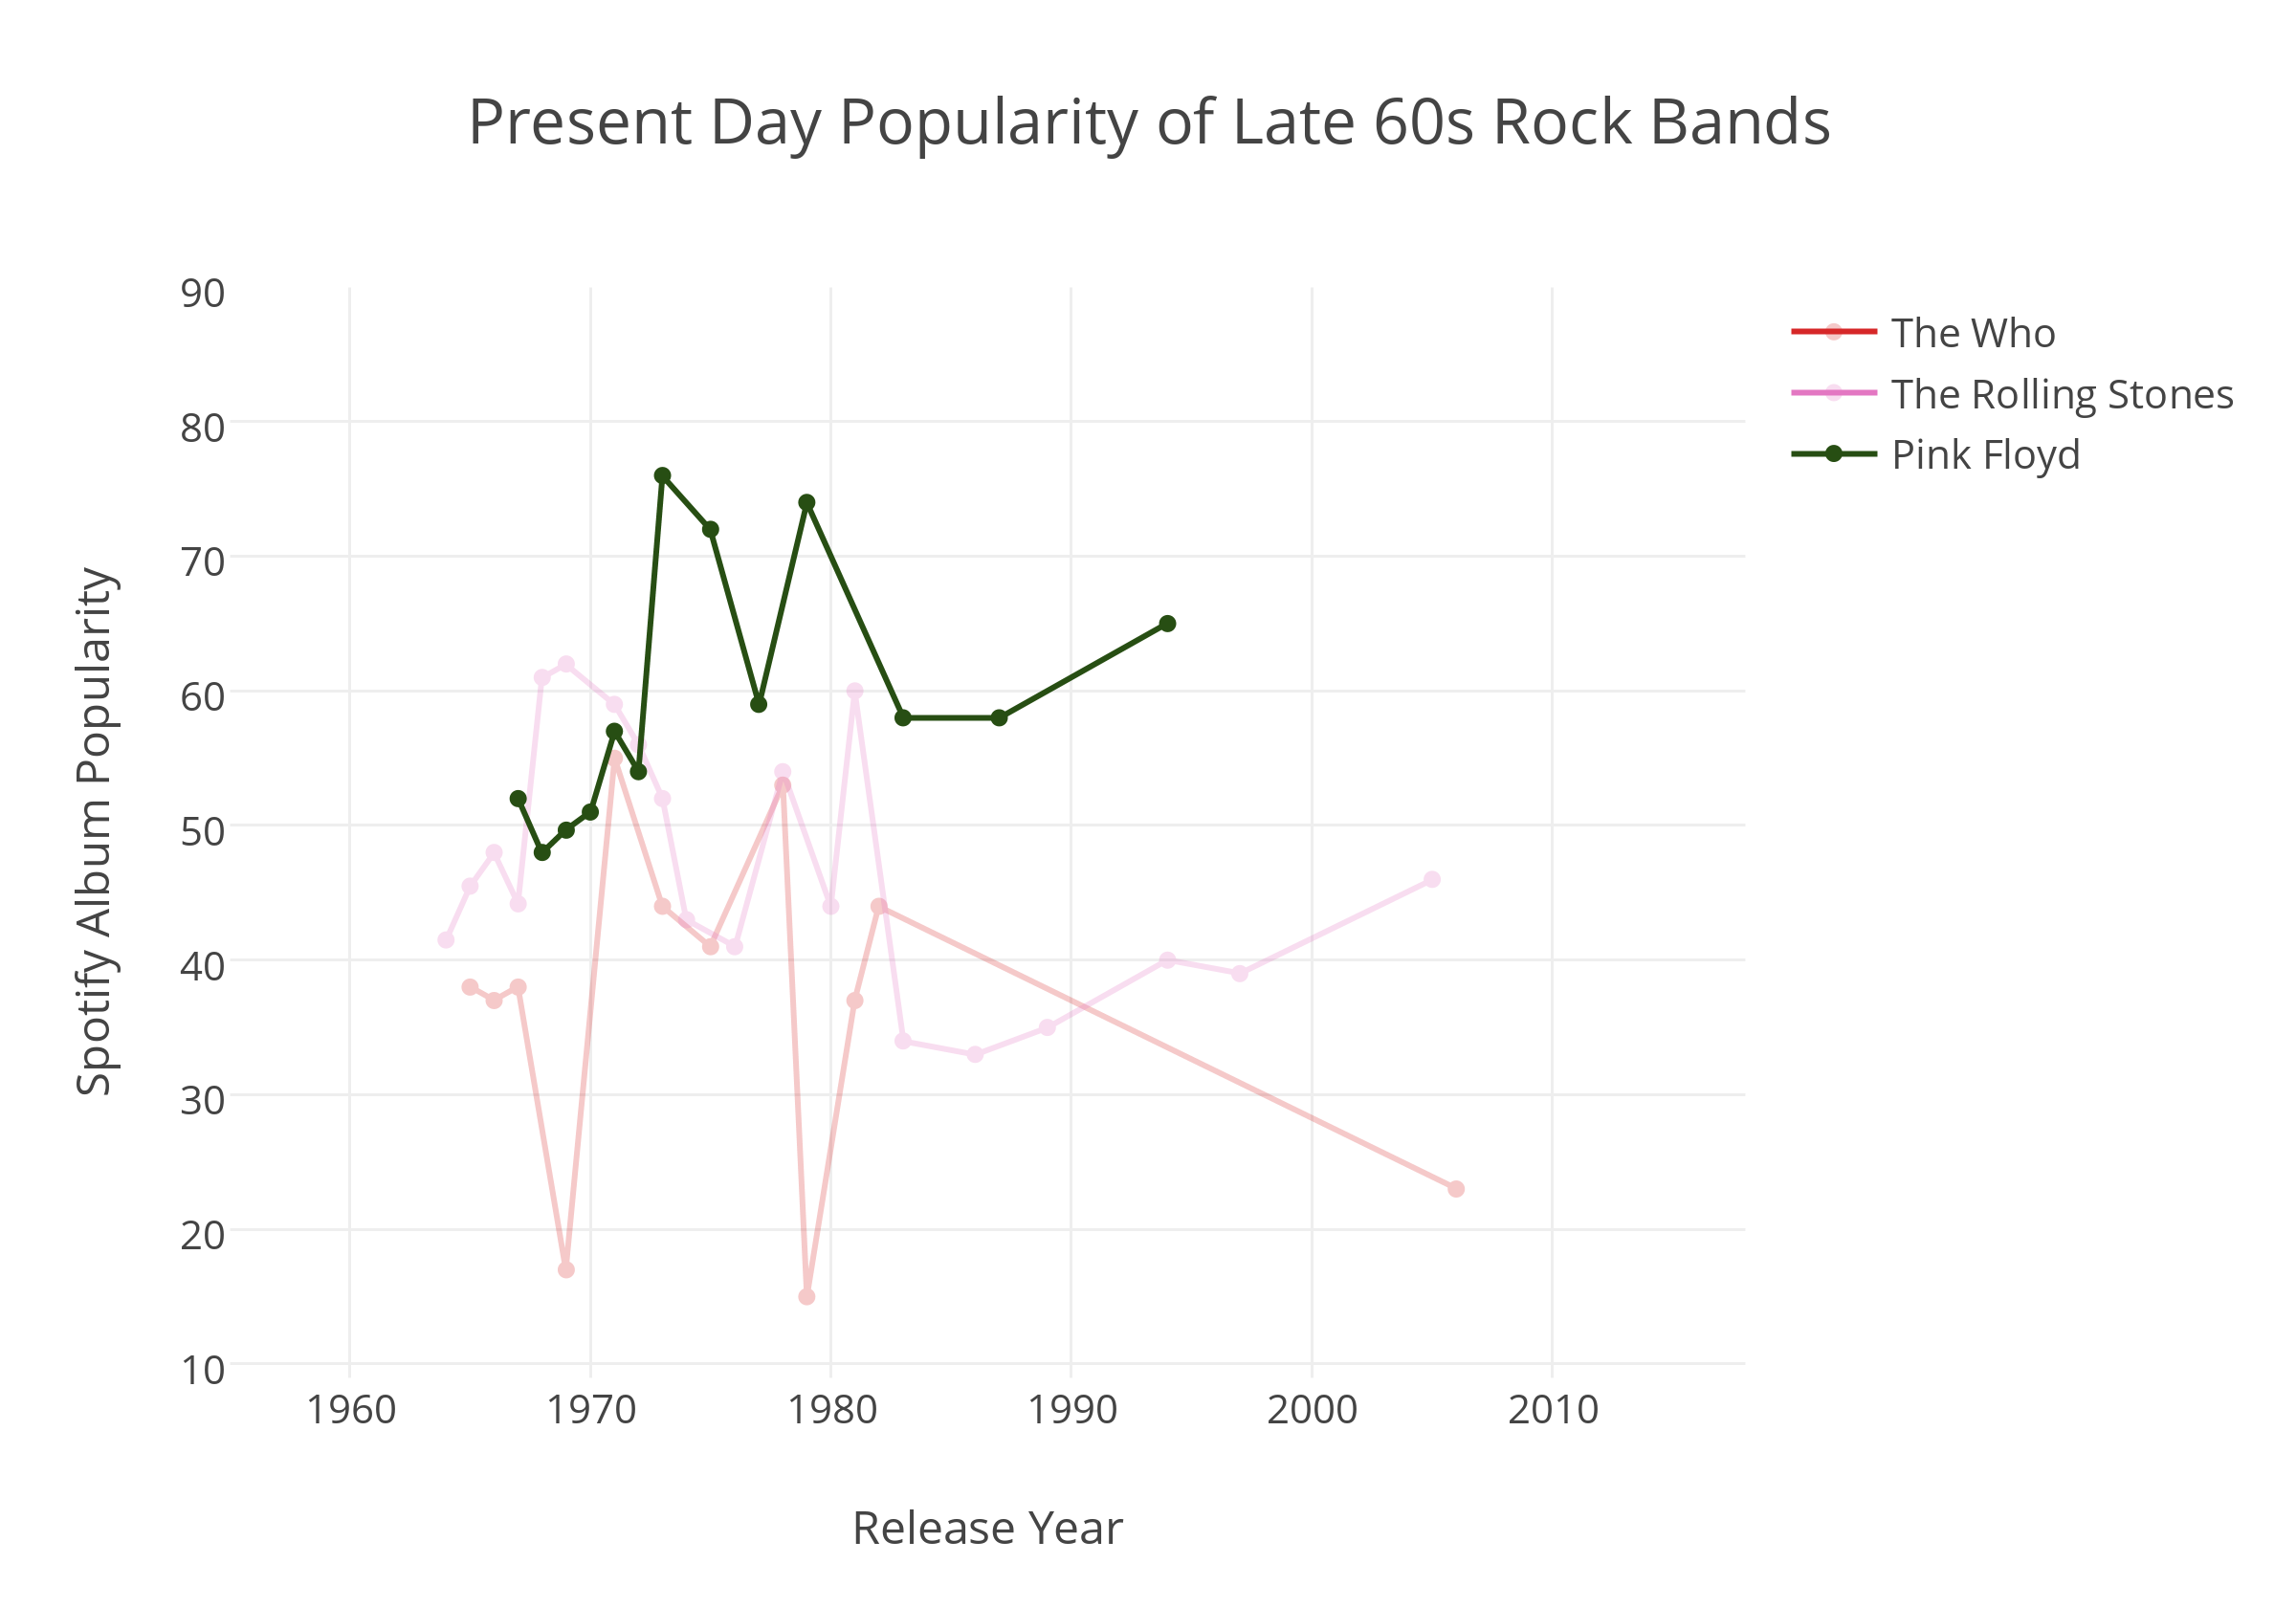 Present Day Popularity of Late 60s Rock Bands
90
80
70
60
50
40
30
20
10
Spotify Album Popularity
1960 1970 1980 1990 2000 2010
Release Year
The Who
The Rolling Stones
Pink Floyd